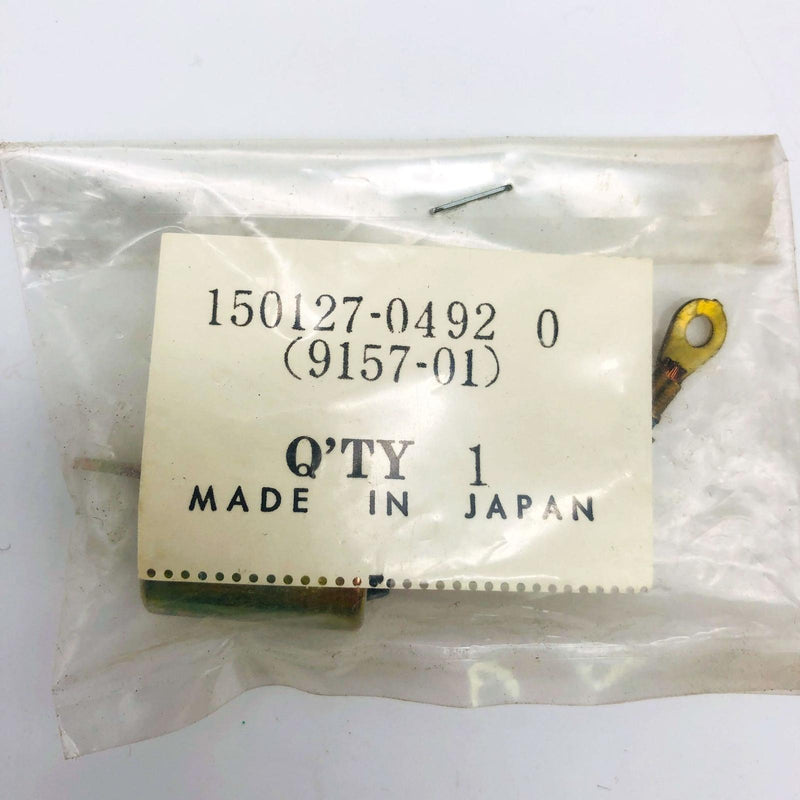 150127-0492 0
(9157-01)
Q'TY 1
MADE IN JAPAN